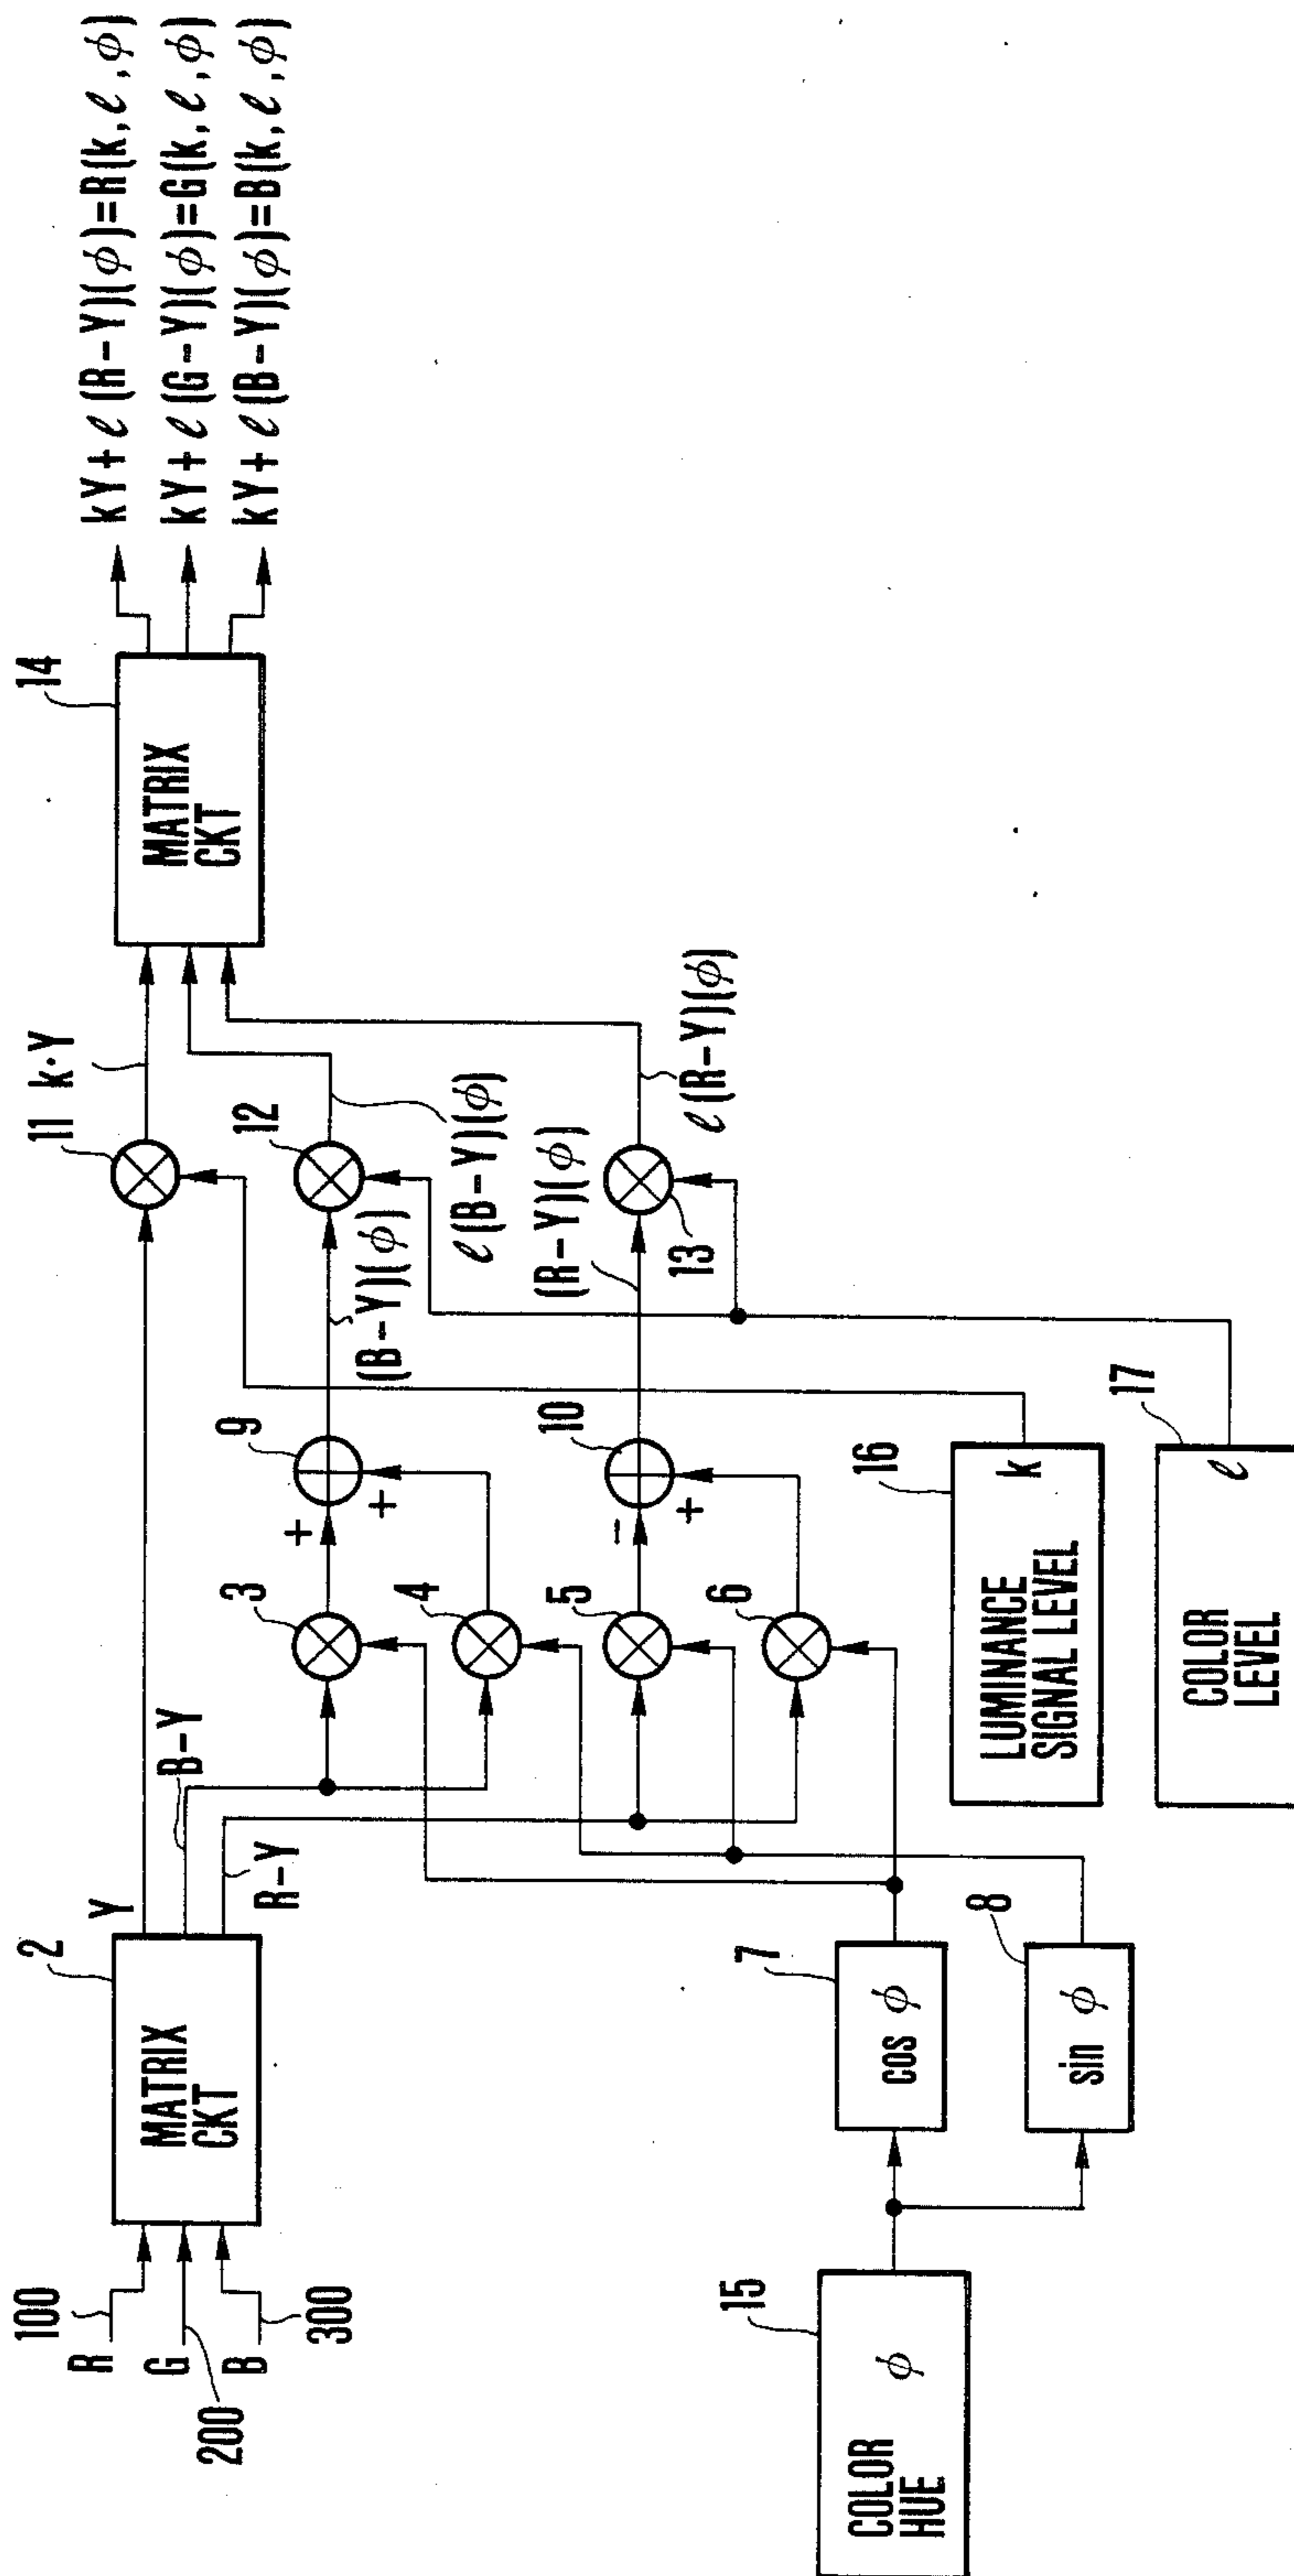 R
100
G
200
B
300
2
MATRIX
CKT
Y
B-Y
R-Y
3
4
5
6
+
+
-
+
9
10
(B-Y)(ϕ)
(R-Y)(ϕ)
11
k·Y
12
ℓ(B-Y)(ϕ)
13
ℓ(R-Y)(ϕ)
14
MATRIX
CKT
kY+ℓ(R-Y)(ϕ)=R(k,ℓ,ϕ)
kY+ℓ(G-Y)(ϕ)=G(k,ℓ,ϕ)
kY+ℓ(B-Y)(ϕ)=B(k,ℓ,ϕ)
15
COLOR
HUE ϕ
7
cos ϕ
8
sin ϕ
16
LUMINANCE
SIGNAL LEVEL k
17
COLOR
LEVEL ℓ